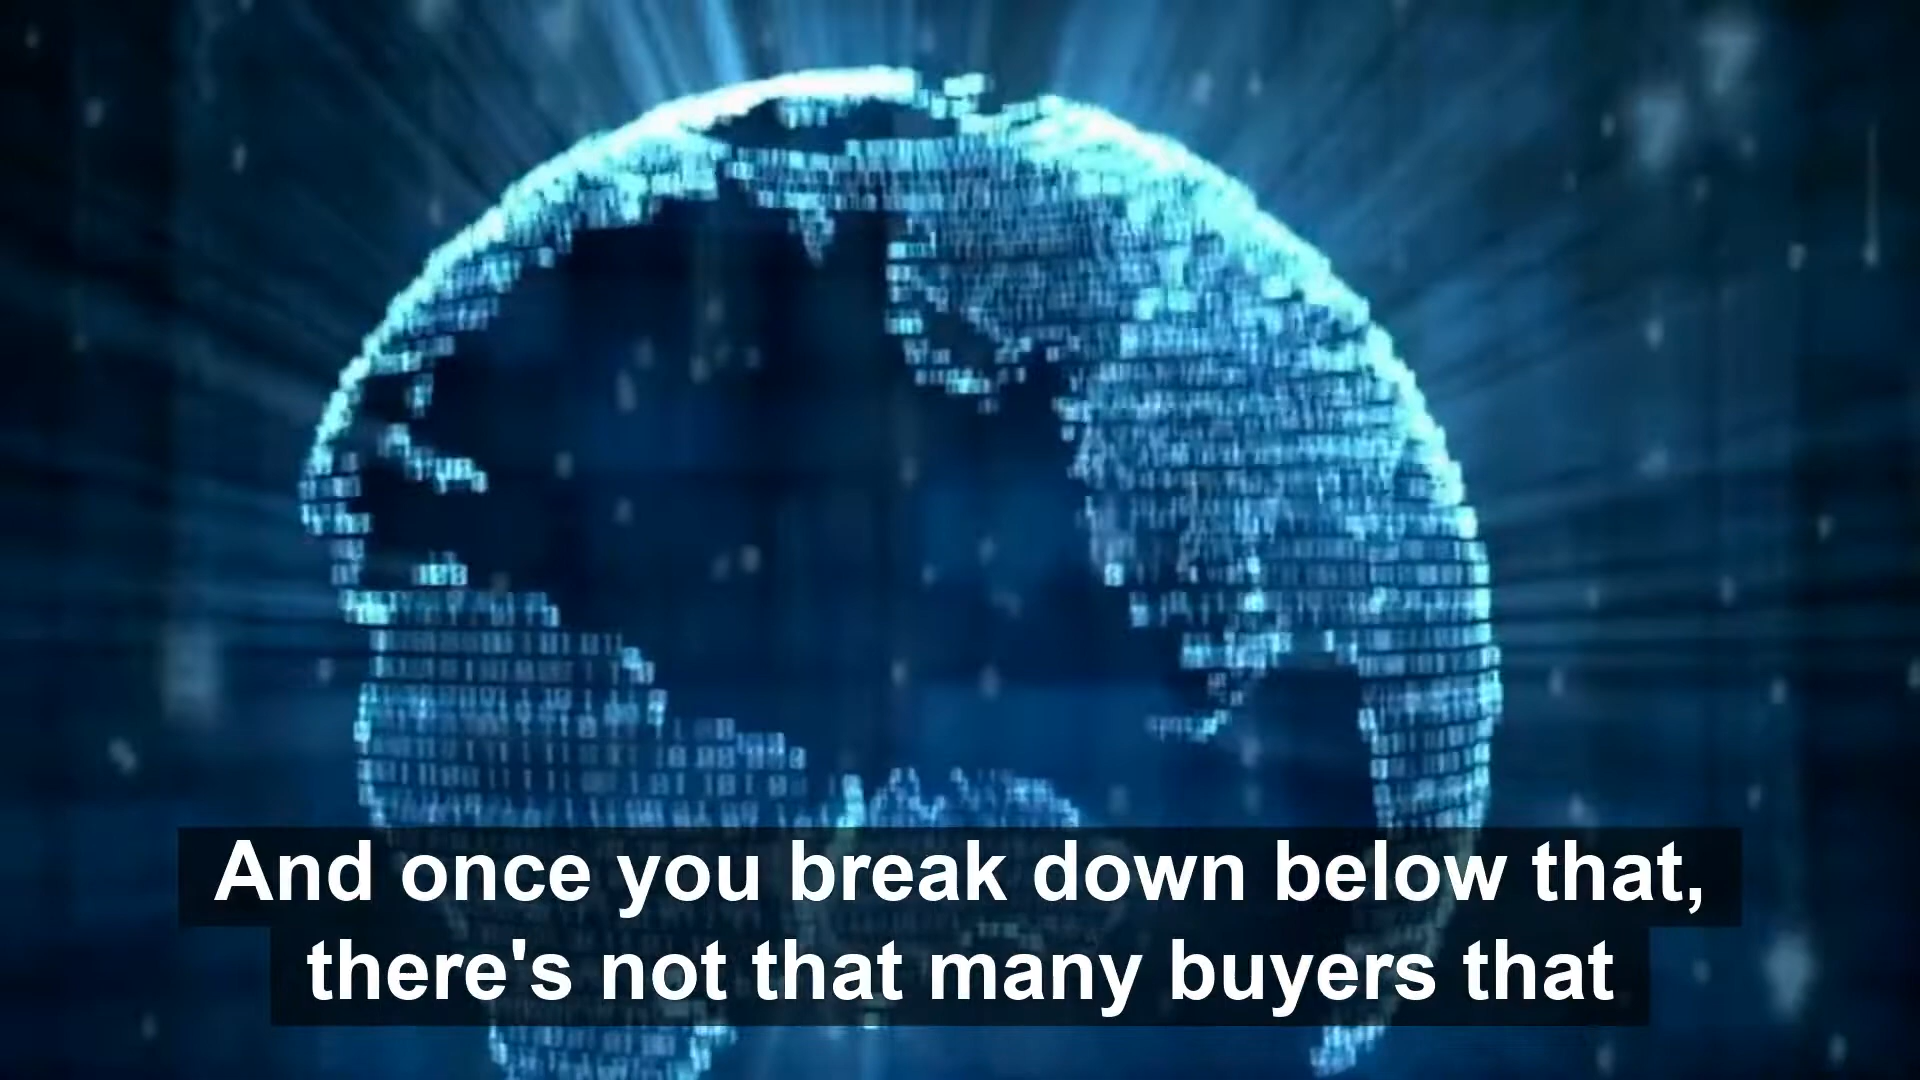 And once you break down below that,
there's not that many buyers that